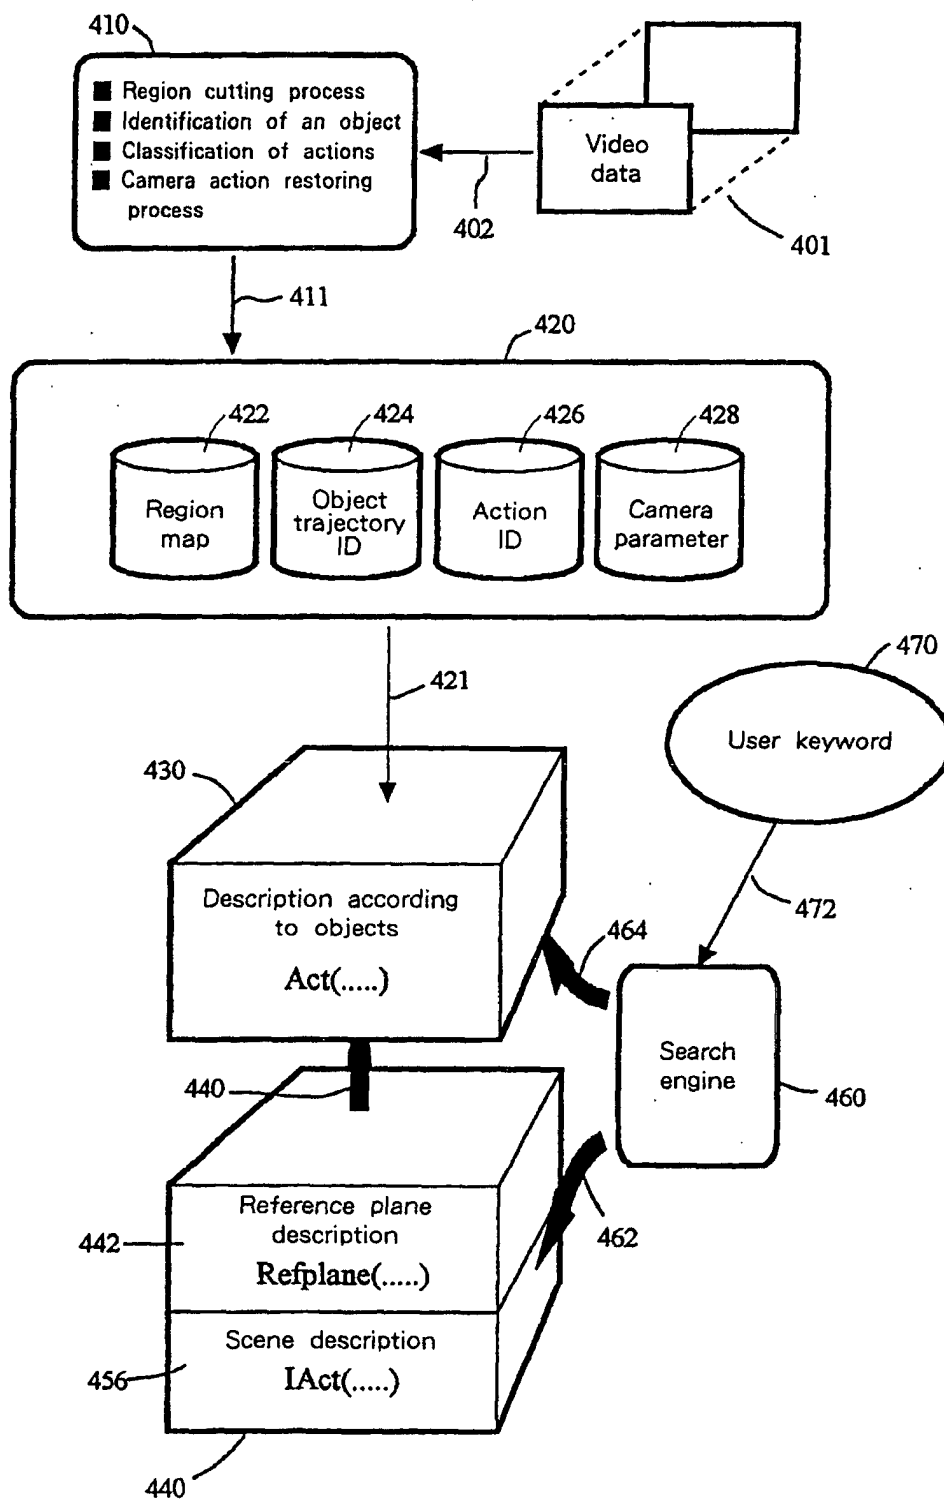 410
■ Region cutting process
■ Identification of an object
■ Classification of actions
■ Camera action restoring
process
Video
data
402
401
411
420
422
424
426
428
Region
map
Object
trajectory
ID
Action
ID
Camera
parameter
421
470
User keyword
430
472
Description according
to objects
Act(.....)
464
Search
engine
460
440
Reference plane
description
442
Refplane(.....)
462
Scene description
456
IAct(.....)
440